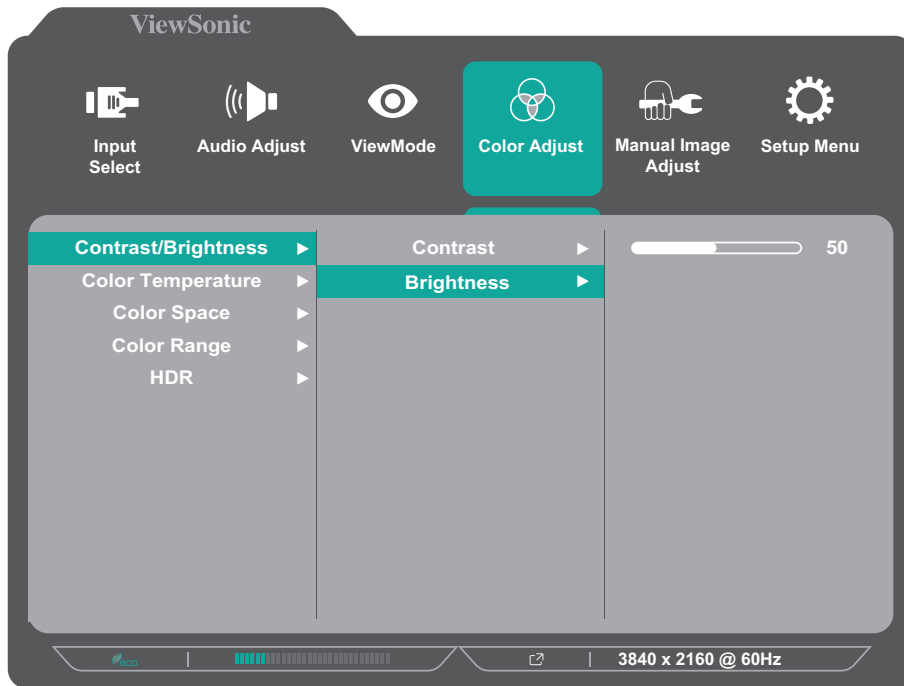 ViewSonic
Input Select
Audio Adjust
ViewMode
Color Adjust
Manual Image Adjust
Setup Menu
Contrast/Brightness
Contrast
50
Color Temperature
Brightness
Color Space
Color Range
HDR
eco
3840 x 2160 @ 60Hz